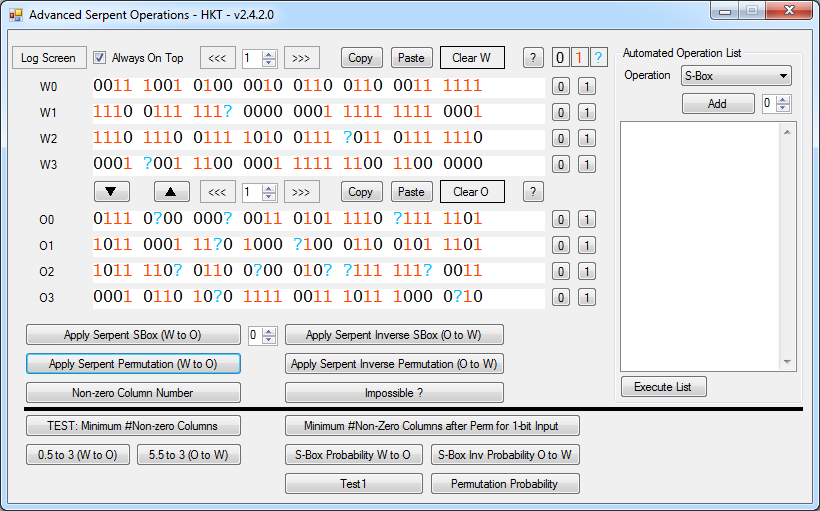 Advanced Serpent Operations - HKT - v2.4.2.0
Log Screen Always On Top <<< 1 >>> Copy Paste Clear W ? 0 1 ?
W0 0011 1001 0100 0010 0110 0110 0011 1111 0 1
W1 1110 0111 111? 0000 0001 1111 1111 0001 0 1
W2 1110 1110 0111 1010 0111 ?011 0011 1110 0 1
W3 0001 ?001 1100 0001 1111 1100 1100 0000 0 1
▼ ▲ <<< 1 >>> Copy Paste Clear O ?
O0 0111 0?00 000? 0011 0101 1110 ?111 1101 0 1
O1 1011 0001 11?0 1000 ?100 0110 0101 1101 0 1
O2 1011 110? 0110 0?00 010? ?111 111? 0011 0 1
O3 0001 0110 10?0 1111 0011 1011 1000 0?10 0 1
Apply Serpent SBox (W to O) 0 Apply Serpent Inverse SBox (O to W)
Apply Serpent Permutation (W to O) Apply Serpent Inverse Permutation (O to W)
Non-zero Column Number Impossible ?
TEST: Minimum #Non-zero Columns Minimum #Non-Zero Columns after Perm for 1-bit Input
0.5 to 3 (W to O) 5.5 to 3 (O to W) S-Box Probability W to O S-Box Inv Probability O to W
Test1 Permutation Probability
Automated Operation List
Operation S-Box
Add 0
Execute List